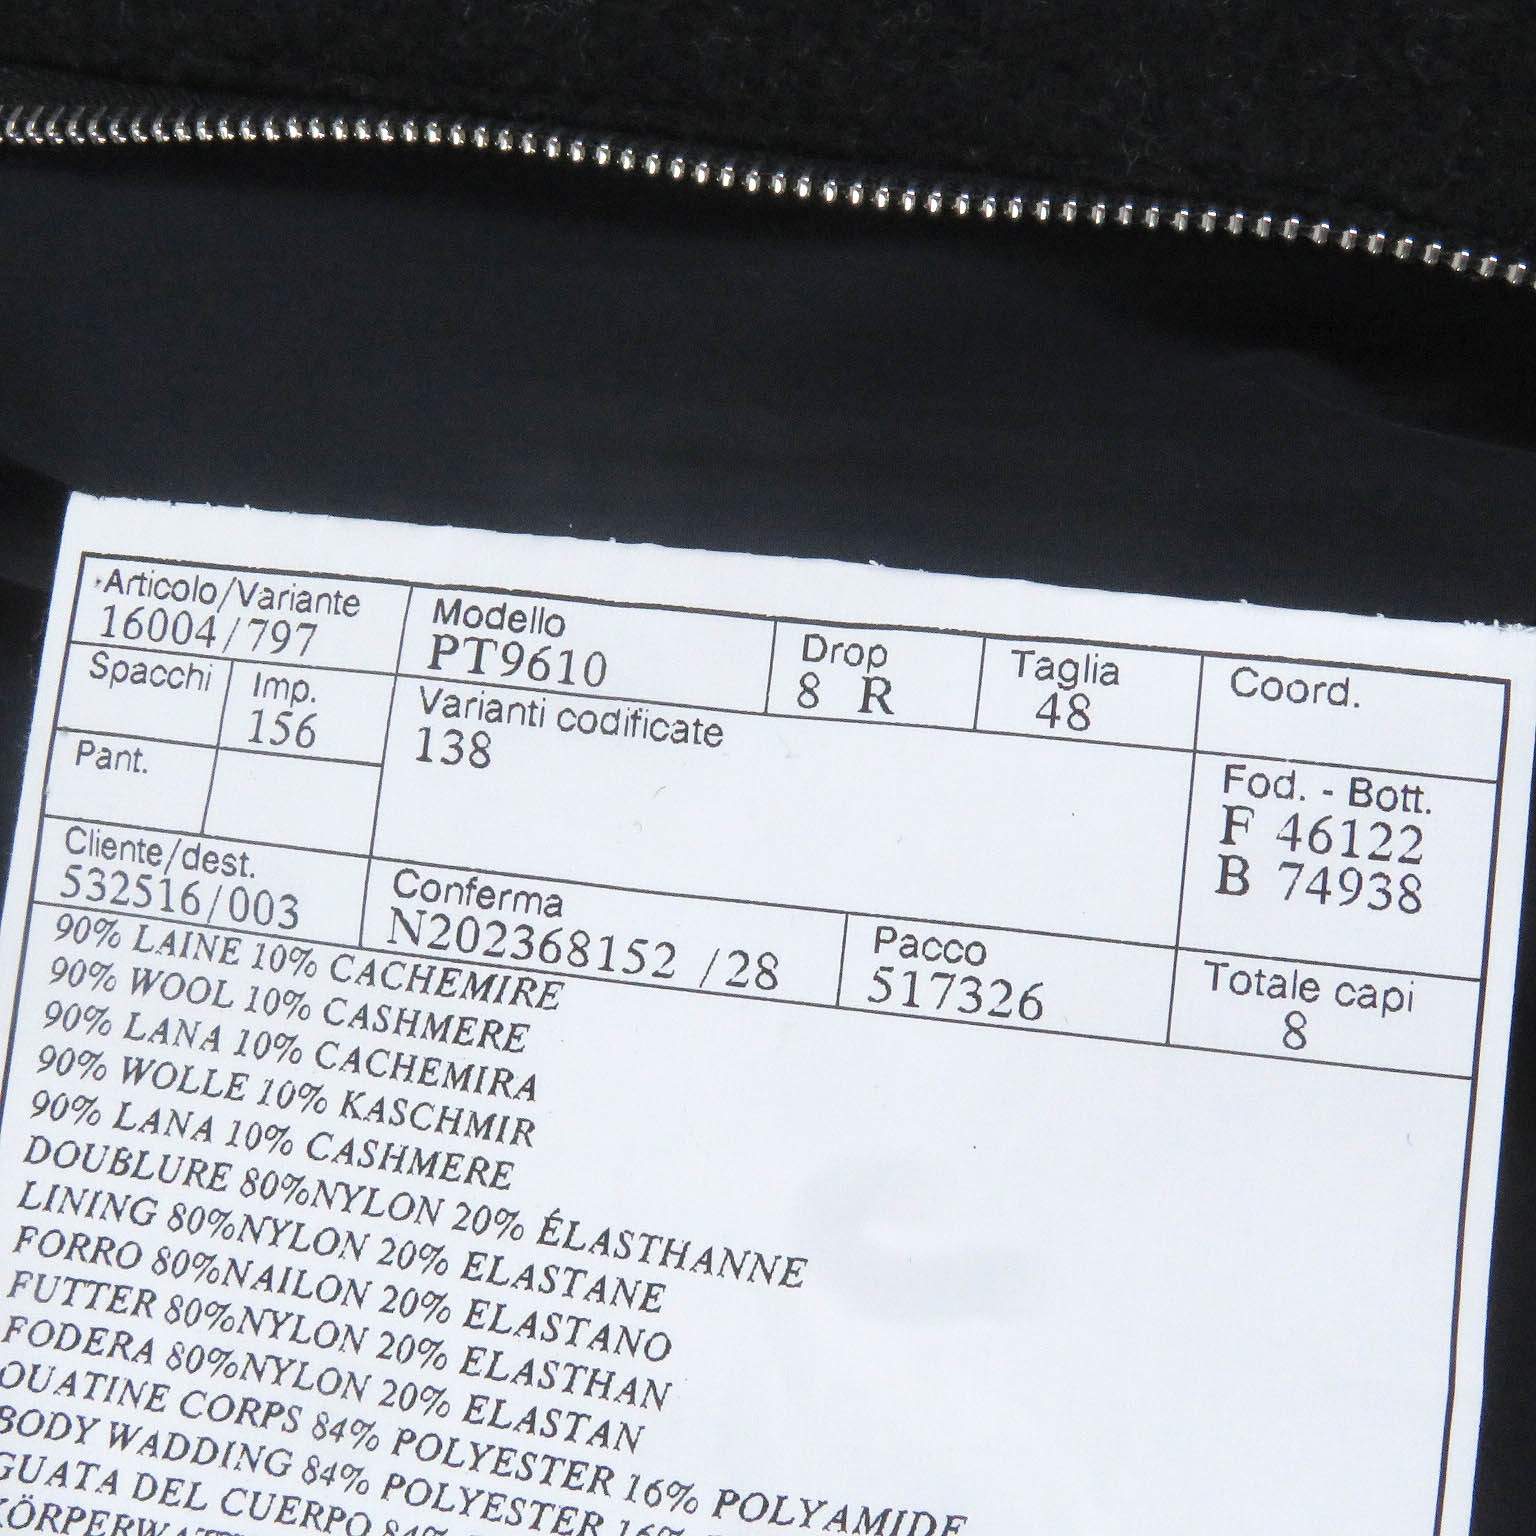 Articolo/Variante
16004/797
Modello
PT9610
Drop
8 R
Taglia
48
Coord.
Spacchi
Imp.
156
Varianti codificate
138
Fod. - Bott.
F 46122
B 74938
Pant.
Cliente/dest.
532516/003
Conferma
N202368152 /28
Pacco
517326
Totale capi
8
90% LAINE 10% CACHEMIRE
90% WOOL 10% CASHMERE
90% LANA 10% CACHEMIRA
90% WOLLE 10% KASCHMIR
90% LANA 10% CASHMERE
DOUBLURE 80%NYLON 20% ÉLASTHANNE
LINING 80%NYLON 20% ELASTANE
FORRO 80%NAILON 20% ELASTANO
FUTTER 80%NYLON 20% ELASTHAN
FODERA 80%NYLON 20% ELASTAN
OUATINE CORPS 84% POLYESTER 16% POLYAMIDE
BODY WADDING 84% POLYESTER 16%
GUATA DEL CUERPO 84%